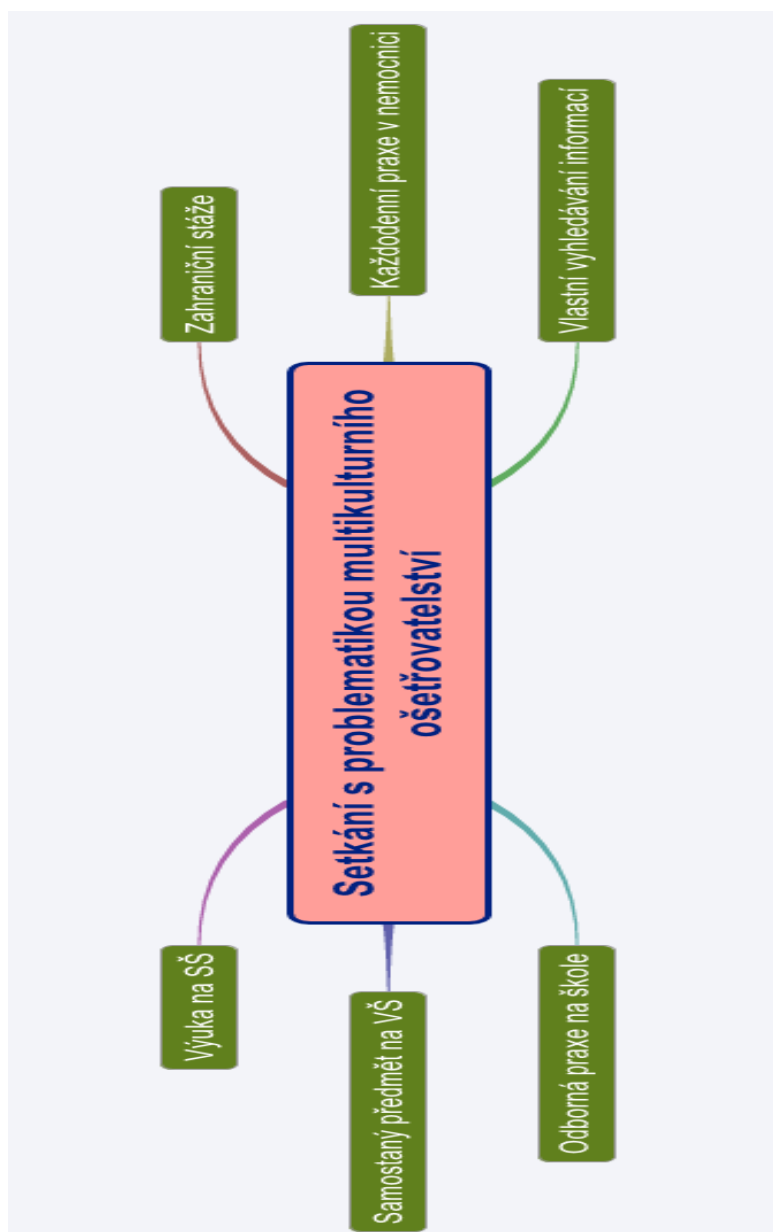 Výuka na SŠ
Samostaný předmět na VŠ
Odborná praxe na škole
Setkání s problematikou multikulturního
ošetřovatelství
Zahraniční stáže
Každodenní praxe v nemocnici
Vlastní vyhledávání informací